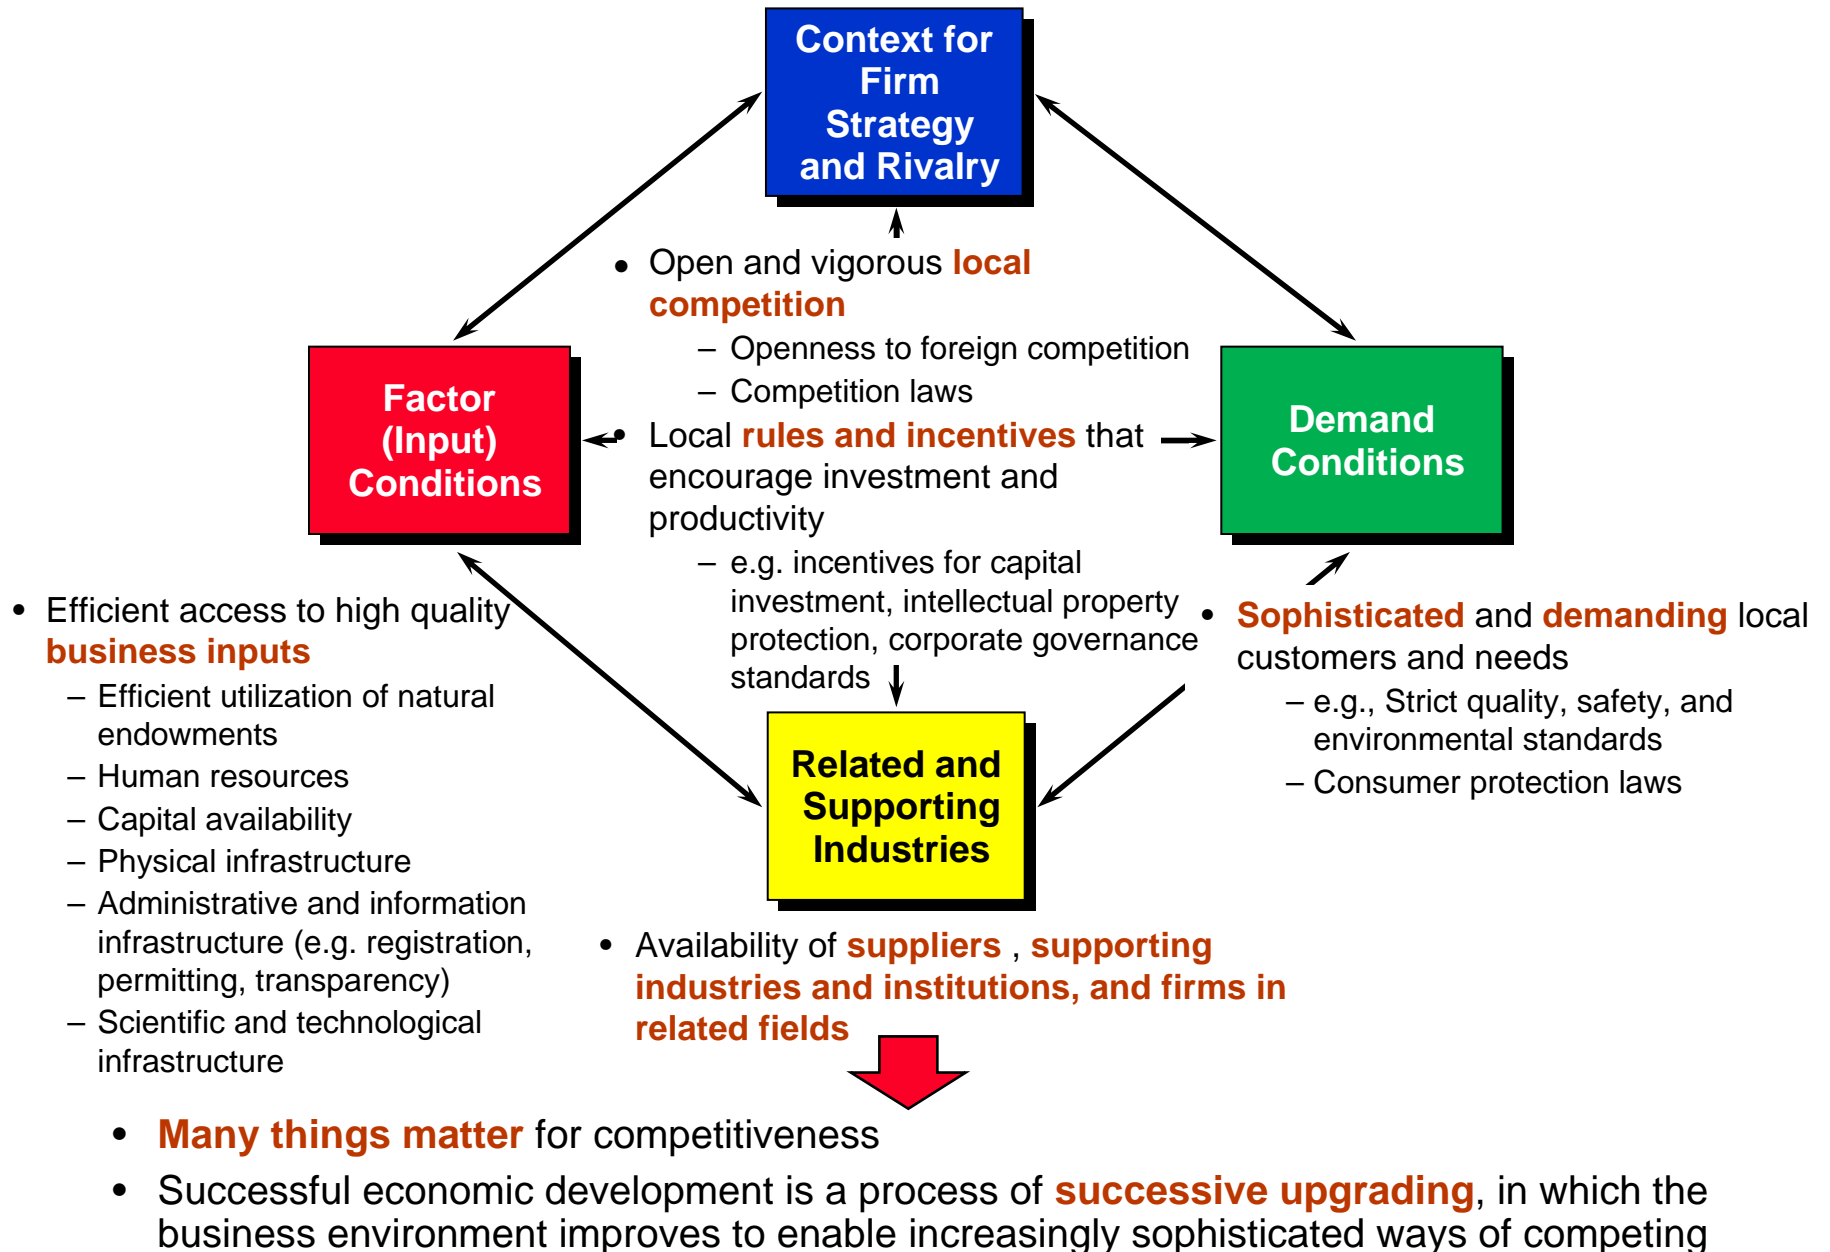 Context for
Firm
Strategy
and Rivalry
• Open and vigorous local
competition
– Openness to foreign competition
– Competition laws
• Local rules and incentives that
encourage investment and
productivity
– e.g. incentives for capital
investment, intellectual property
protection, corporate governance
standards
Factor
(Input)
Conditions
Demand
Conditions
• Efficient access to high quality
business inputs
– Efficient utilization of natural
endowments
– Human resources
– Capital availability
– Physical infrastructure
– Administrative and information
infrastructure (e.g. registration,
permitting, transparency)
– Scientific and technological
infrastructure
• Sophisticated and demanding local
customers and needs
– e.g., Strict quality, safety, and
environmental standards
– Consumer protection laws
Related and
Supporting
Industries
• Availability of suppliers , supporting
industries and institutions, and firms in
related fields
• Many things matter for competitiveness
• Successful economic development is a process of successive upgrading, in which the
business environment improves to enable increasingly sophisticated ways of competing